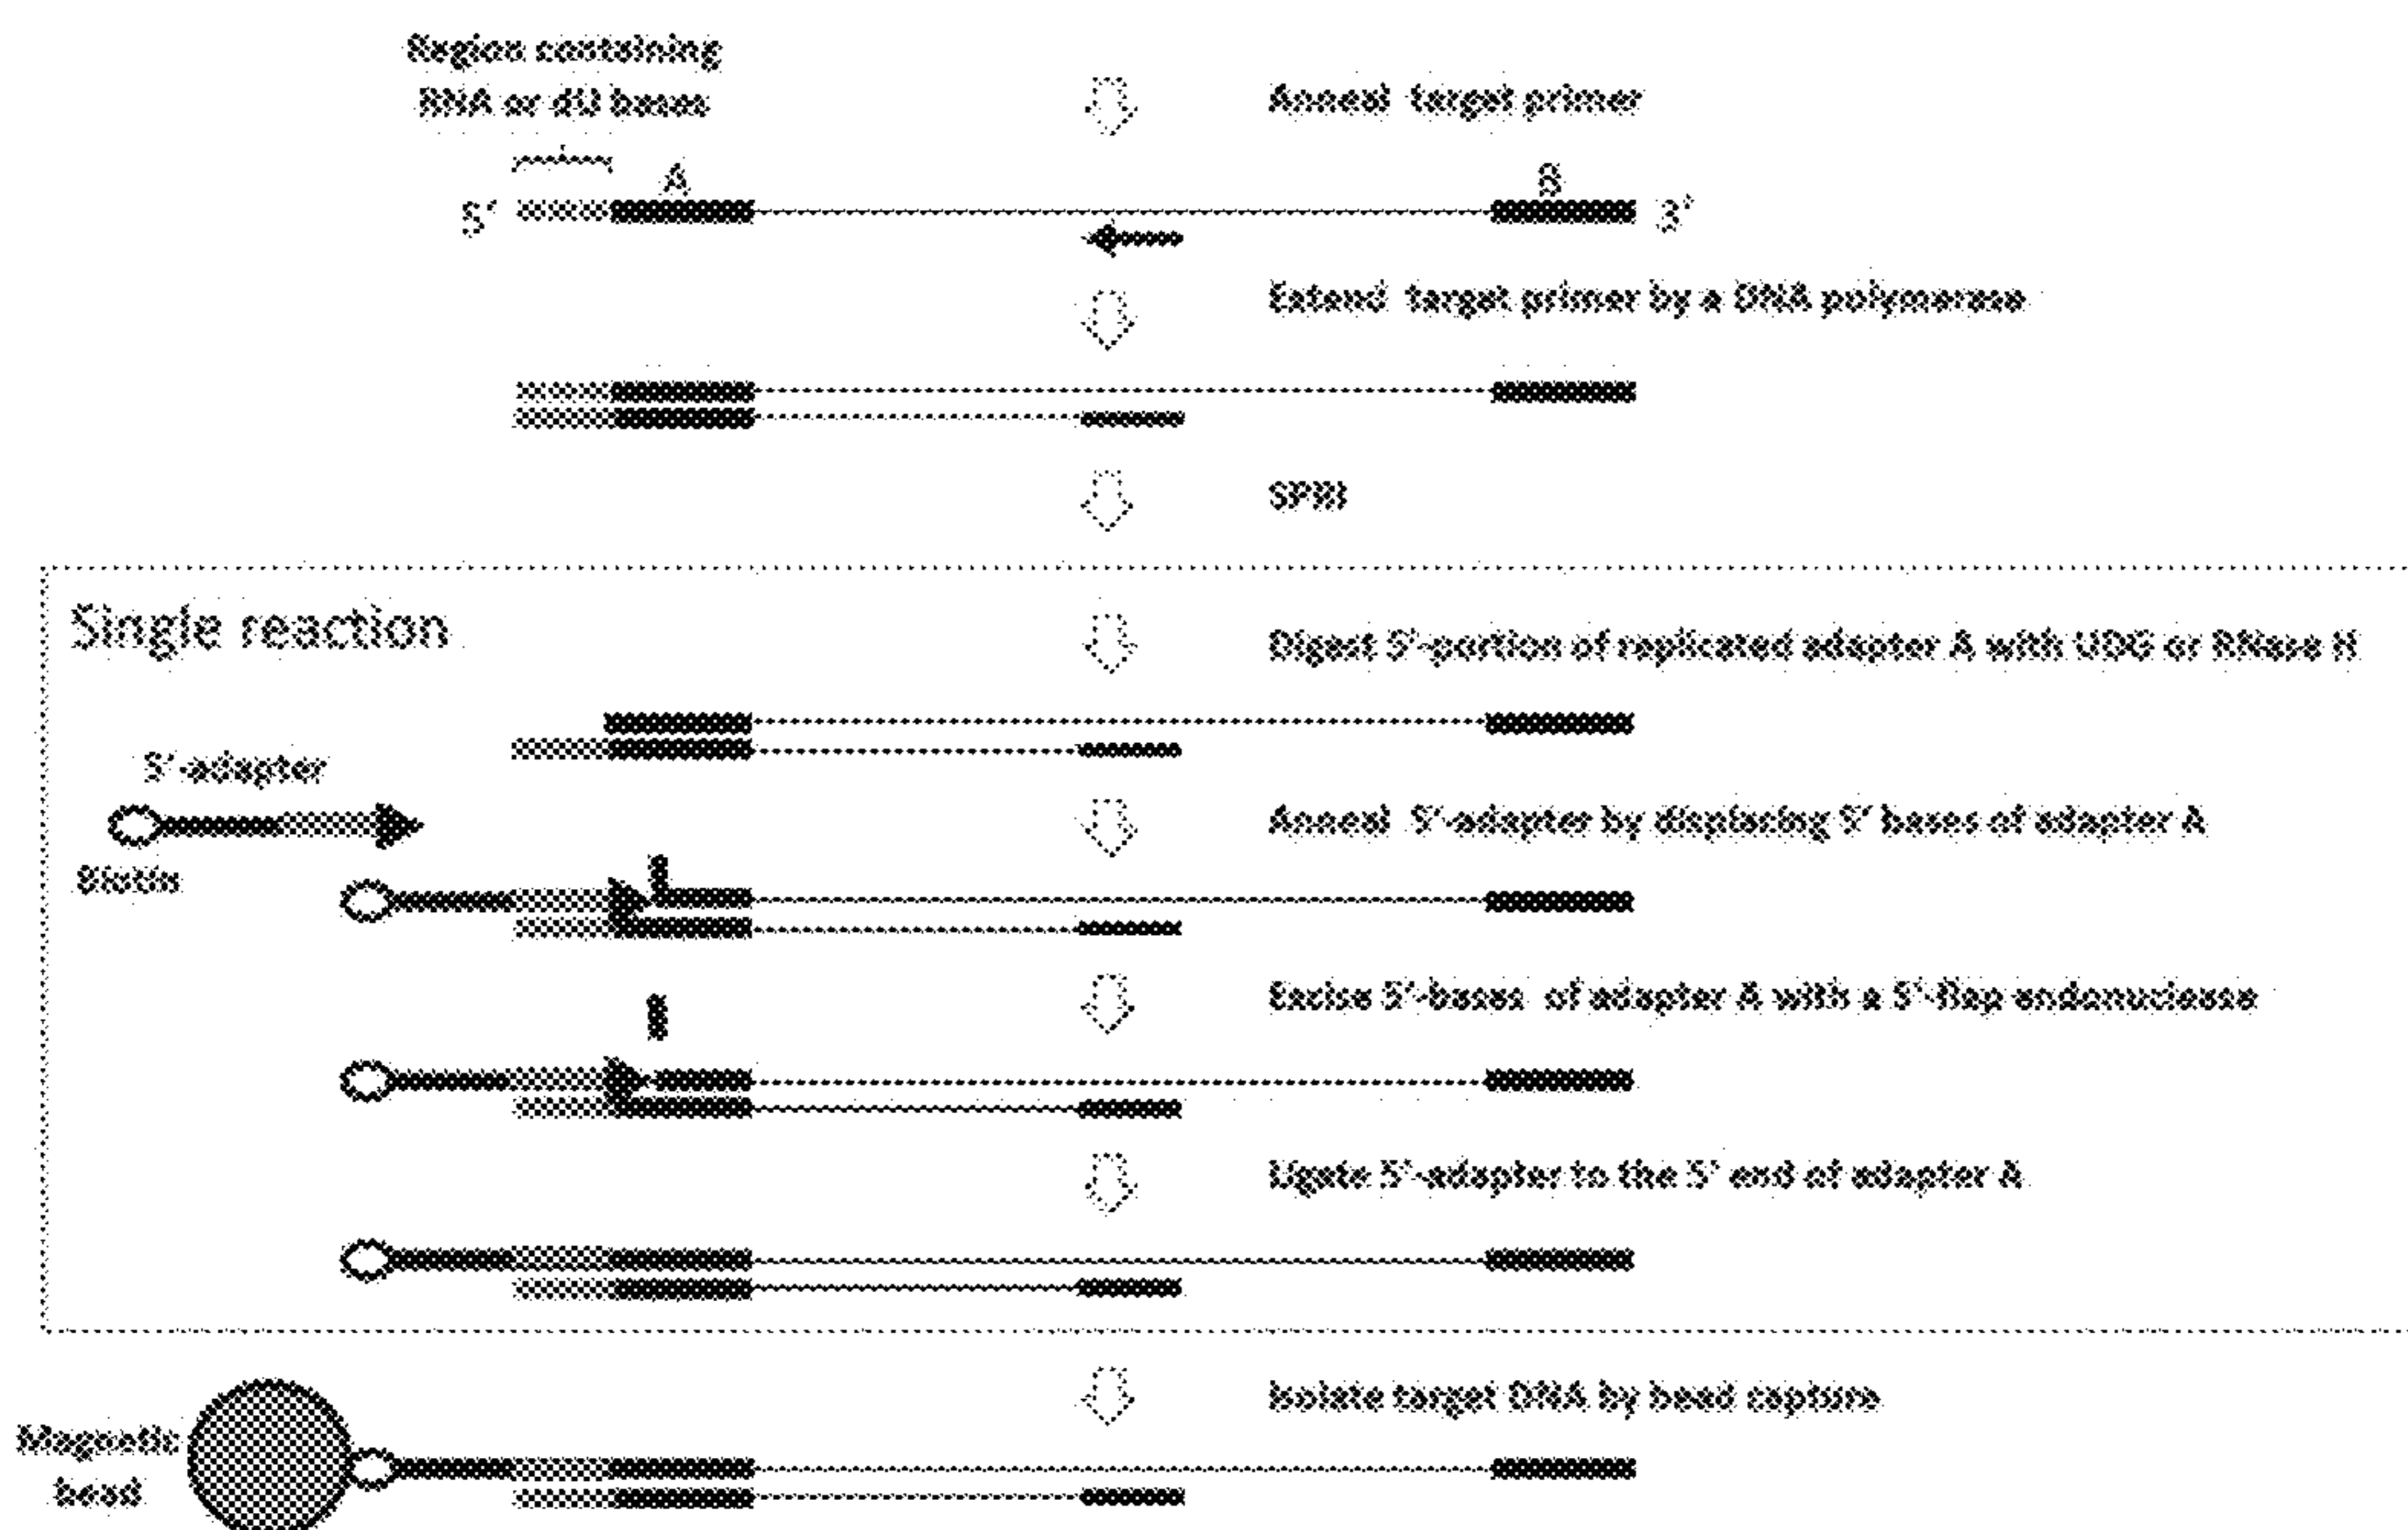 Region containing
RNA or dU bases
Anneal target primer
A
B
5'
3'
Extend target primer by a DNA polymerase
SPRI
Single reaction
Digest 5'-portion of replicated adapter A with UDG or RNase H
5'-adapter
Anneal 5'-adapter by displacing 5' bases of adapter A
Biotin
Excise 5'-bases of adapter A with a 5'-flap endonuclease
Ligate 5'-adapter to the 5' end of adapter A
Isolate target DNA by bead capture
Magnetic
bead